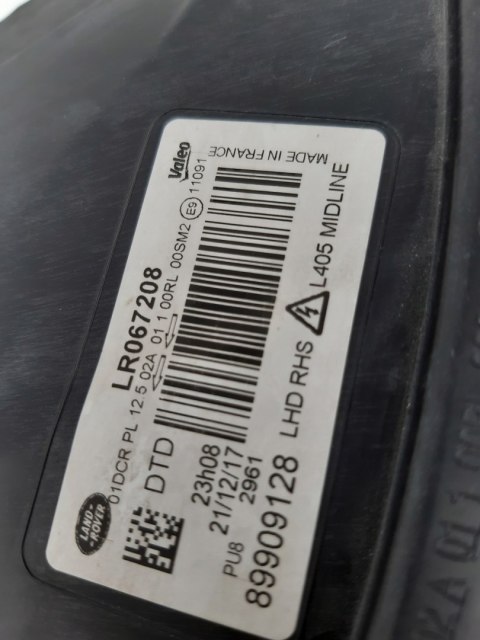 LAND-
ROVER
LR067208
Valeo
01DCR PL 12.5 02A 01 1 00RL 00SM2 E9 11091
DTD
MADE IN FRANCE
23h08
21/12/17
PU8 2961
89909128 LHD RHS L405 MIDLINE